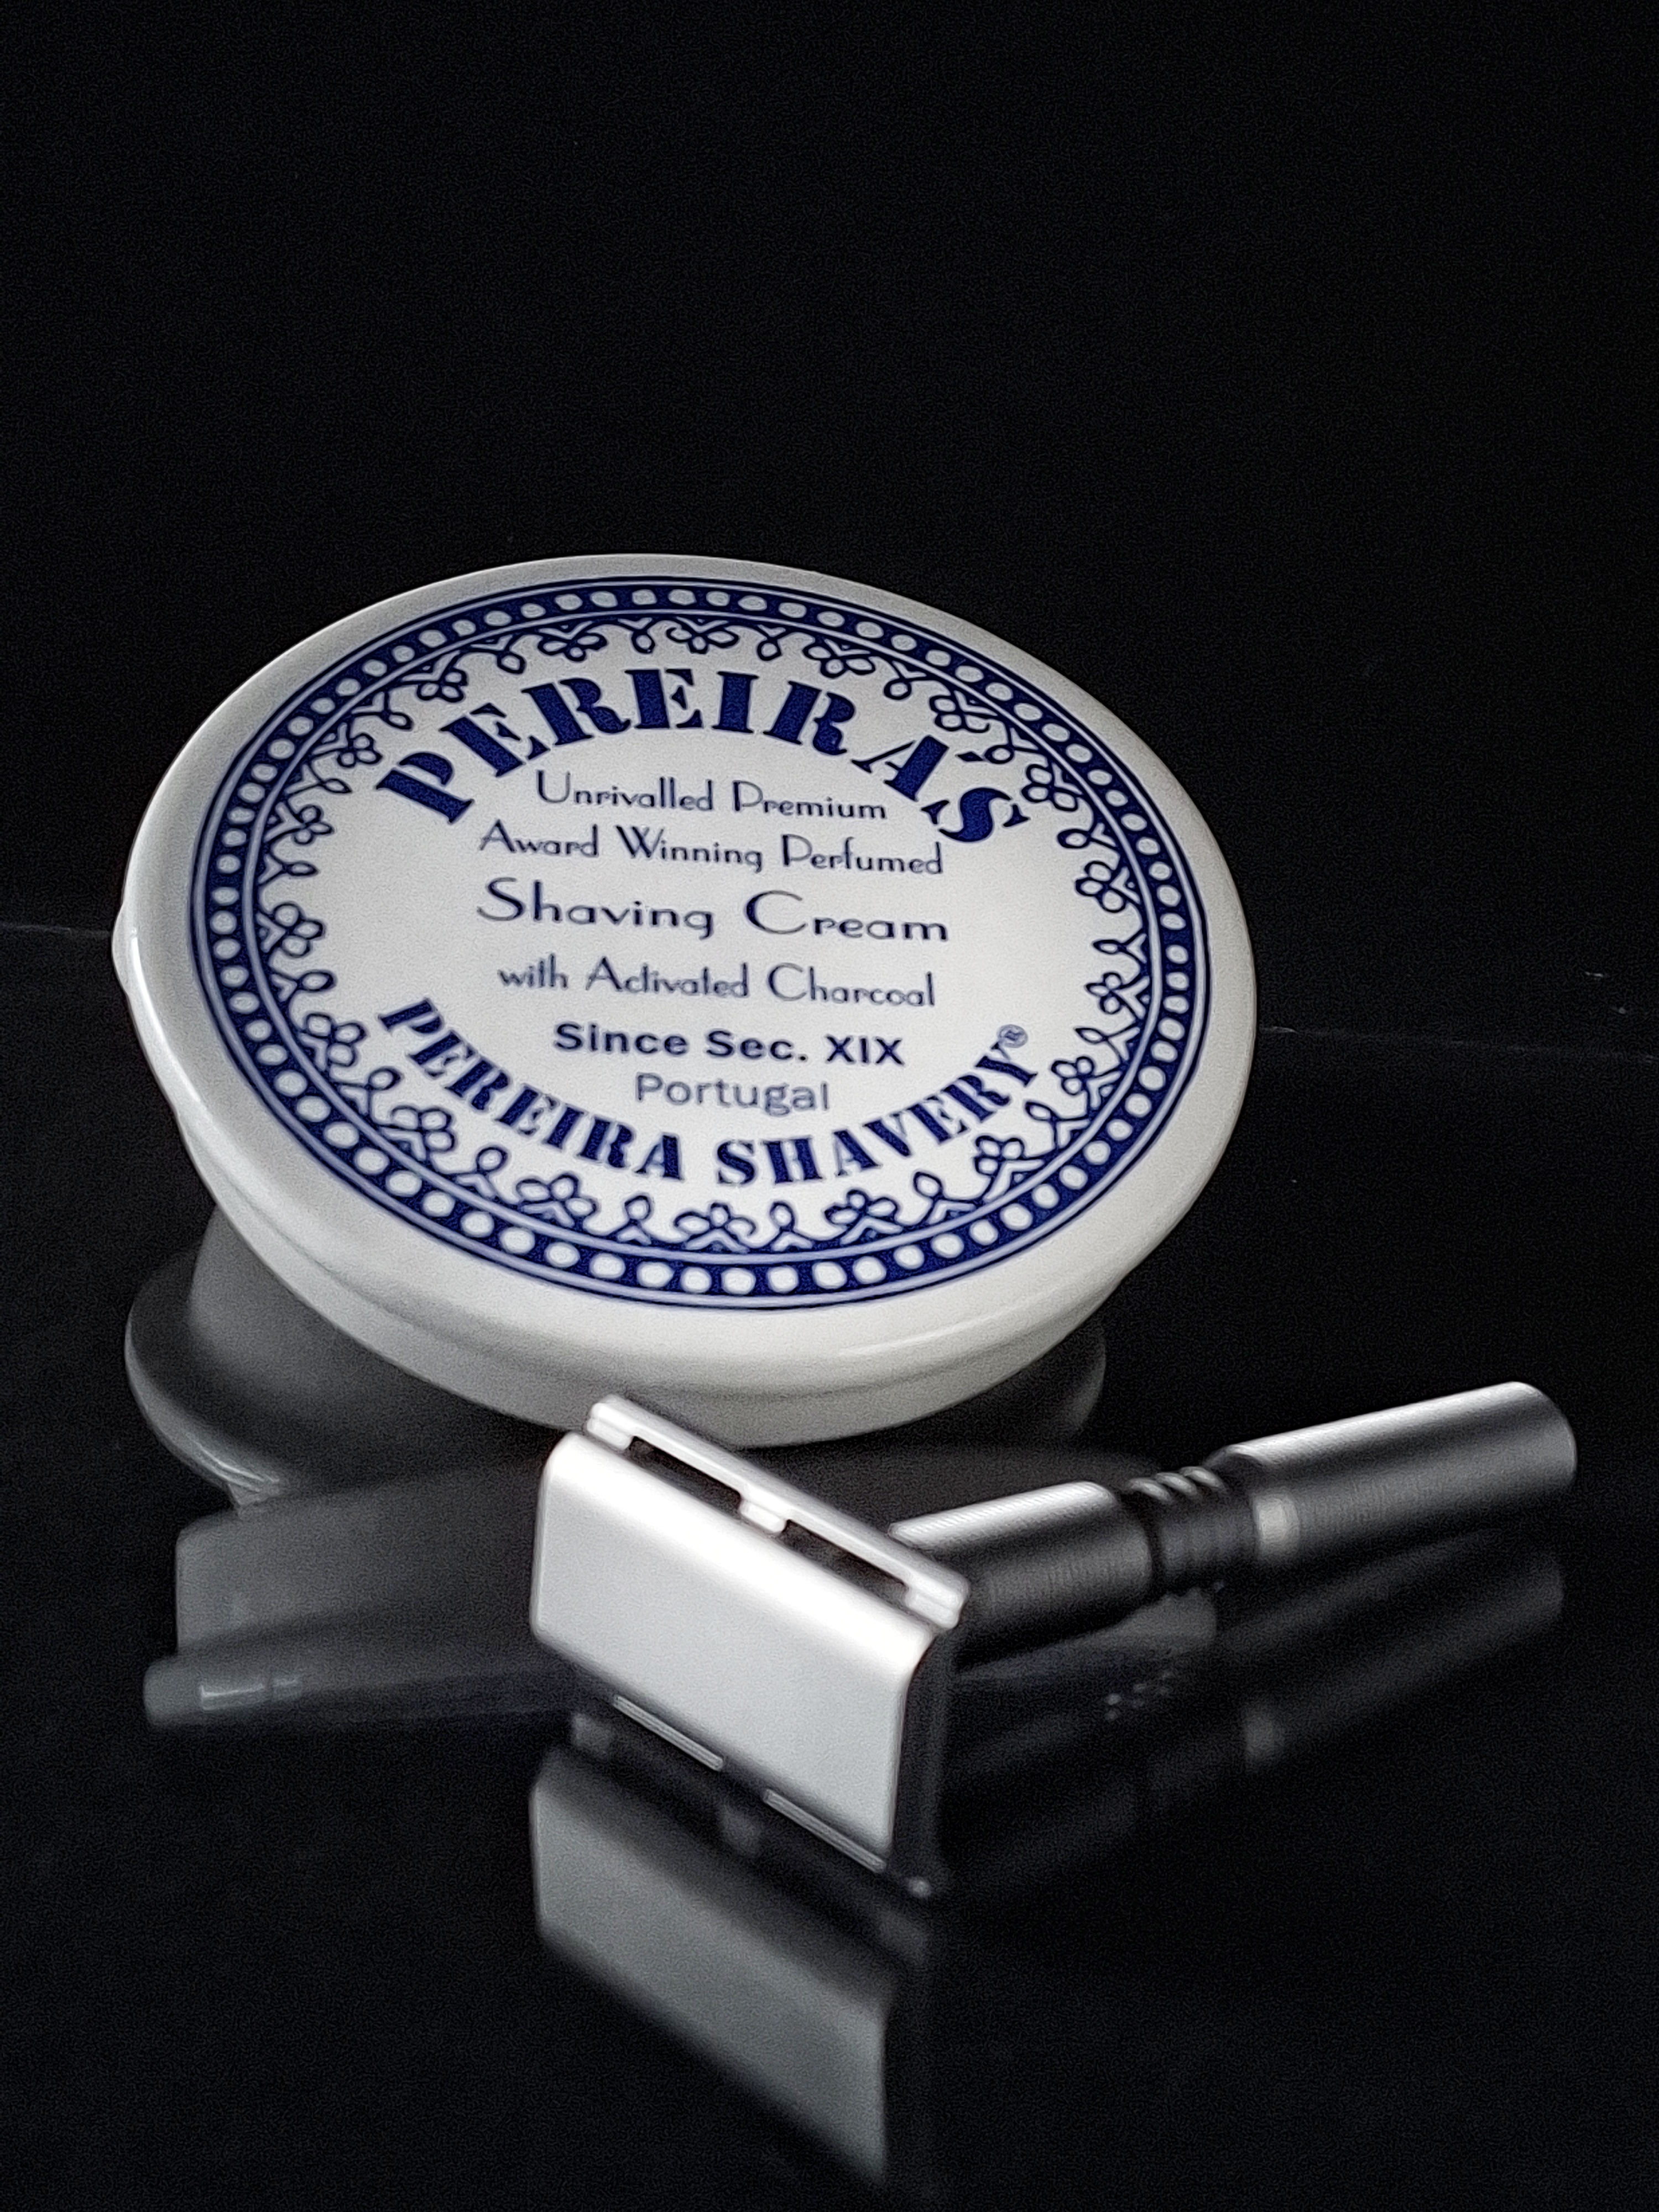 PEREIRA'S
Unrivalled Premium
Award Winning Perfumed
Shaving Cream
with Activated Charcoal
Since Sec. XIX
Portugal
PEREIRA SHAVERY®